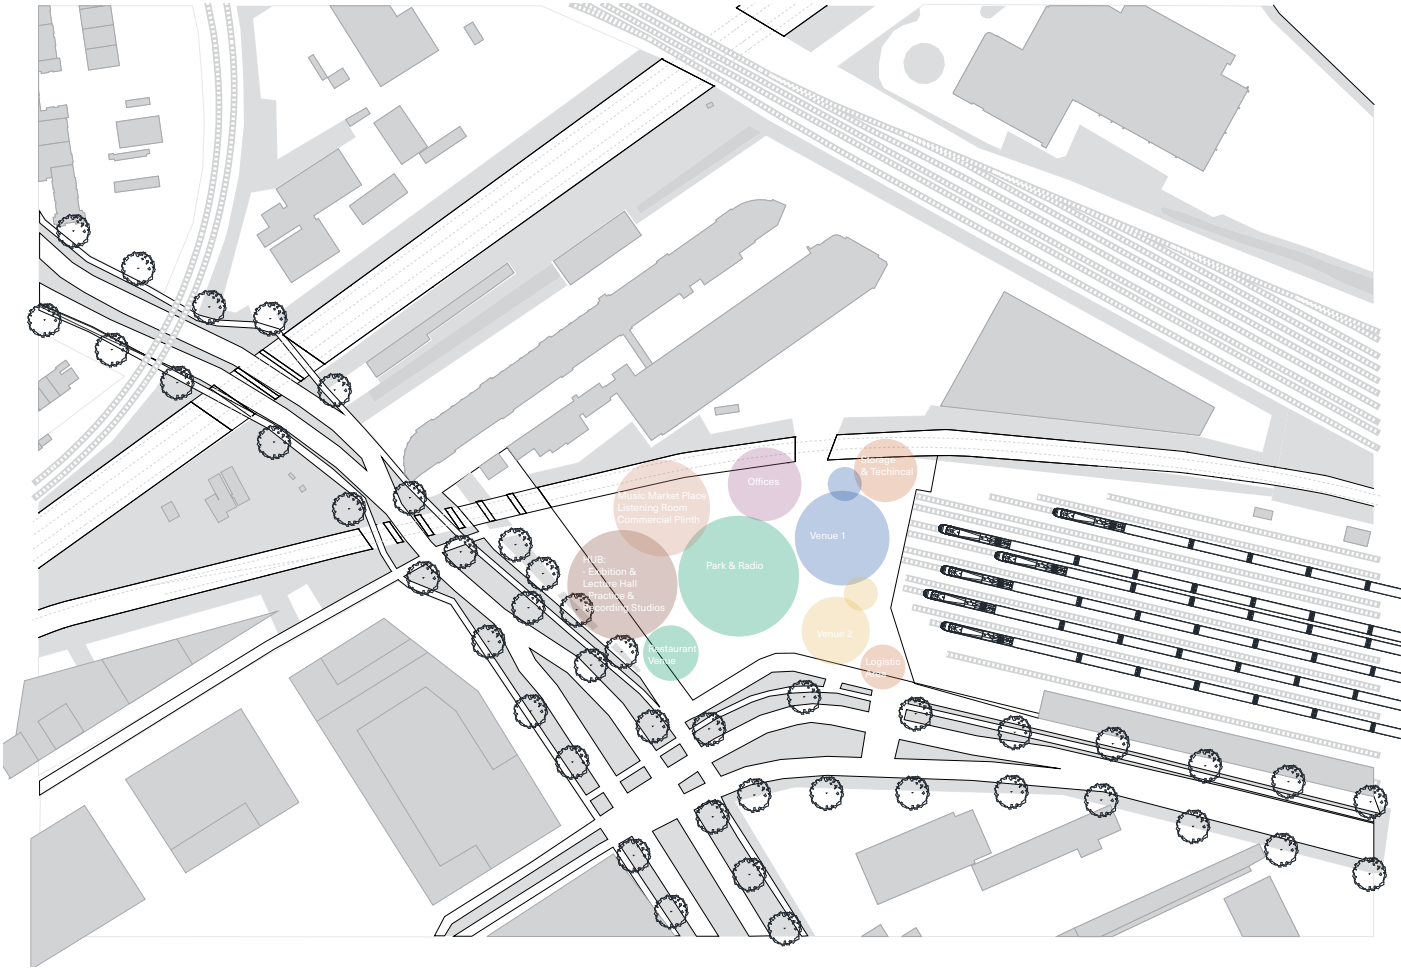 Storage
& Techincal
Offices
Music Market Place
Listening Room
Commercial Plinth
Venue 1
HUB:
- Exibition &
Lecture Hall
- Practice &
Recording Studios
Park & Radio
Venue 2
Restaurant
Venue
Logistic
Area